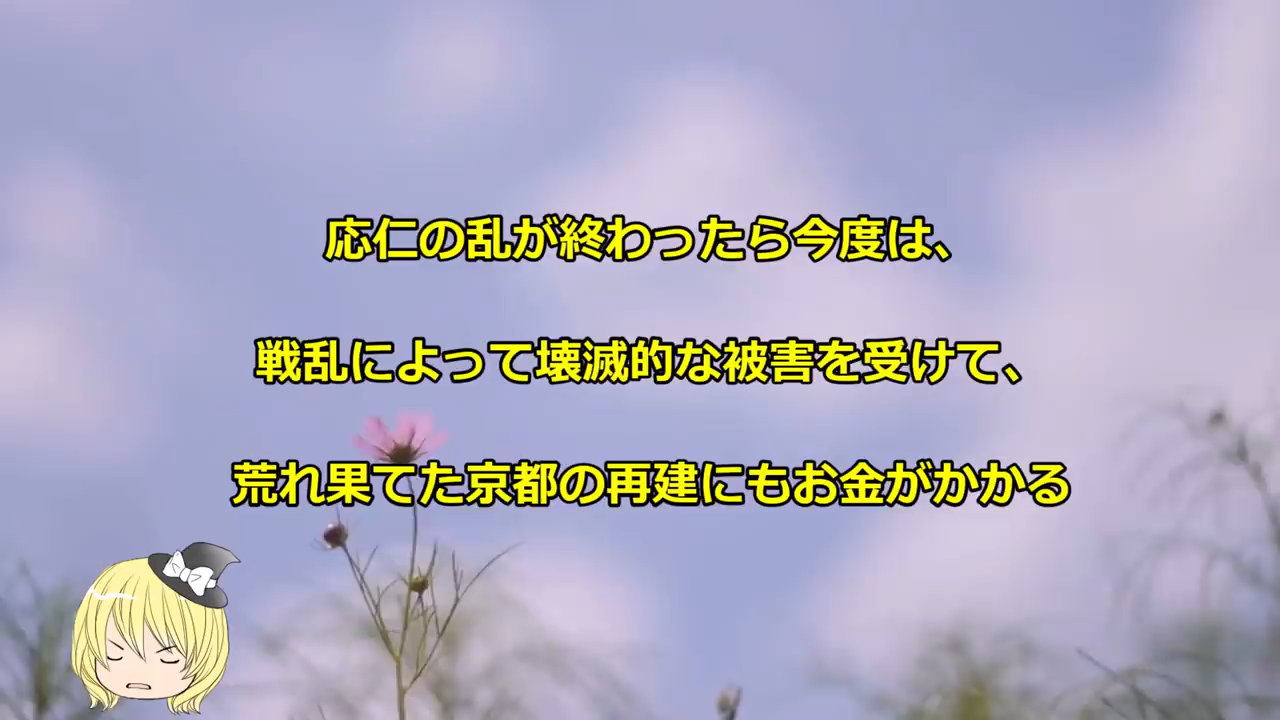 応仁の乱が終わったら今度は、
戦乱によって壊滅的な被害を受けて、
荒れ果てた京都の再建にもお金がかかる